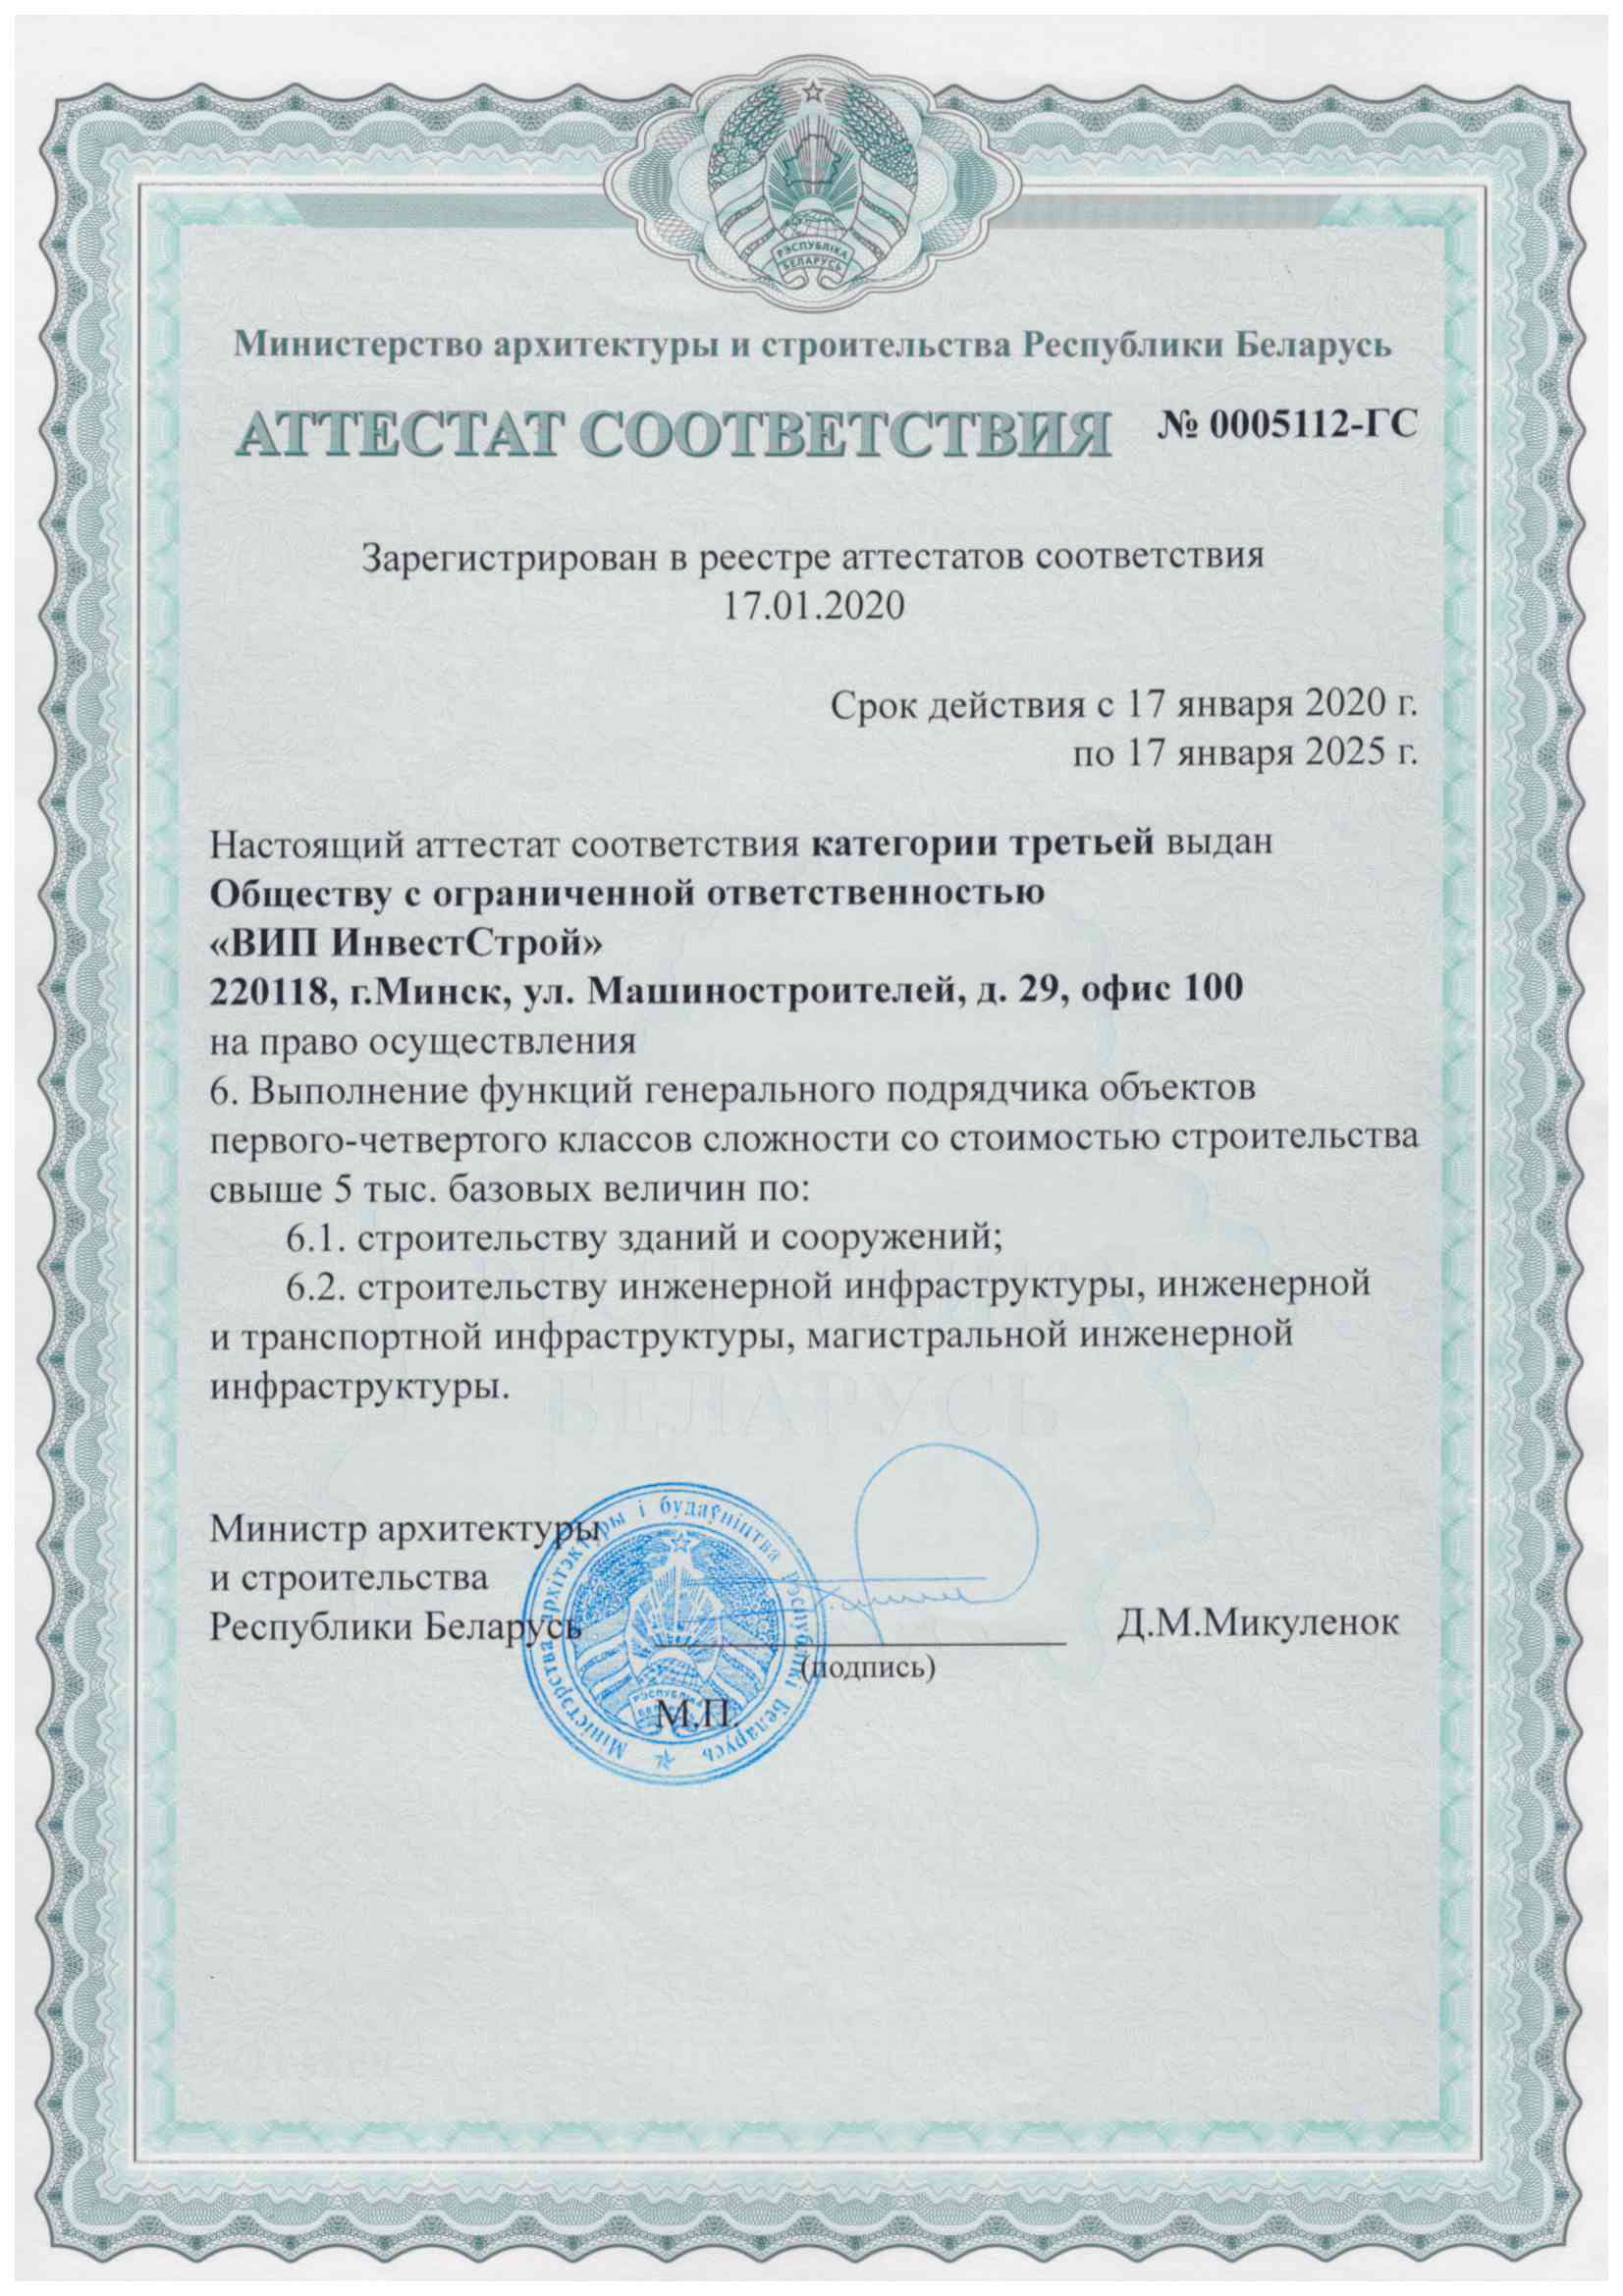 РЭСПУБЛІКА
БЕЛАРУСЬ
Министерство архитектуры и строительства Республики Беларусь
АТТЕСТАТ СООТВЕТСТВИЯ № 0005112-ГС
Зарегистрирован в реестре аттестатов соответствия
17.01.2020
Срок действия с 17 января 2020 г.
по 17 января 2025 г.
Настоящий аттестат соответствия категории третьей выдан
Обществу с ограниченной ответственностью
«ВИП ИнвестСтрой»
220118, г.Минск, ул. Машиностроителей, д. 29, офис 100
на право осуществления
6. Выполнение функций генерального подрядчика объектов
первого-четвертого классов сложности со стоимостью строительства
свыше 5 тыс. базовых величин по:
6.1. строительству зданий и сооружений;
6.2. строительству инженерной инфраструктуры, инженерной
и транспортной инфраструктуры, магистральной инженерной
инфраструктуры.
БЕЛАРУСЬ
Министр архитектуры
и строительства
Республики Беларусь
Д.М.Микуленок
(подпись)
М.П.
Міністэрства архітэктуры і будаўніцтва Рэспублікі Беларусь